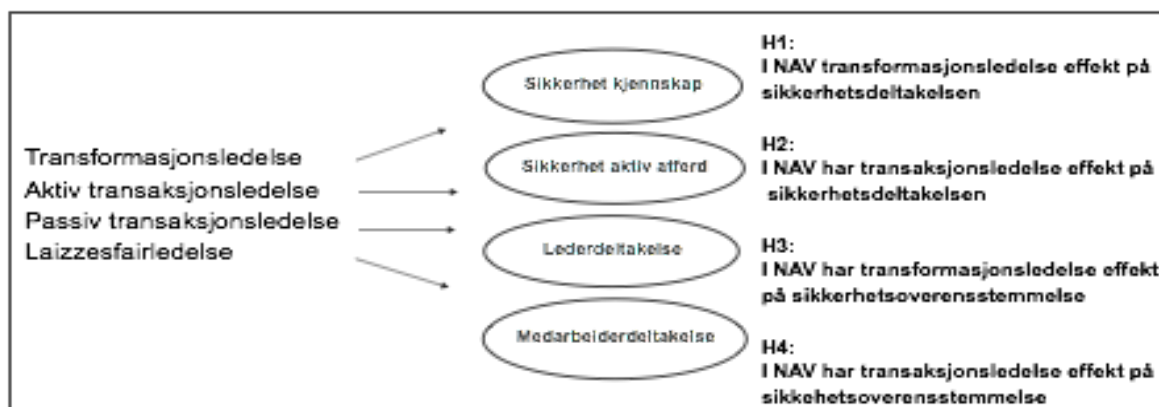 Transformasjonsledelse
Aktiv transaksjonsledelse
Passiv transaksjonsledelse
Laizzesfairledelse
Sikkerhet kjennskap
Sikkerhet aktiv atferd
Lederdeltakelse
Medarbeiderdeltakelse
H1:
I NAV transformasjonsledelse effekt på
sikkerhetsdeltakelsen
H2:
I NAV har transaksjonsledelse effekt på
sikkerhetsdeltakelsen
H3:
I NAV har transformasjonsledelse effekt
på sikkerhetsoverensstemmelse
H4:
I NAV har transaksjonsledelse effekt på
sikkehetsoverensstemmelse